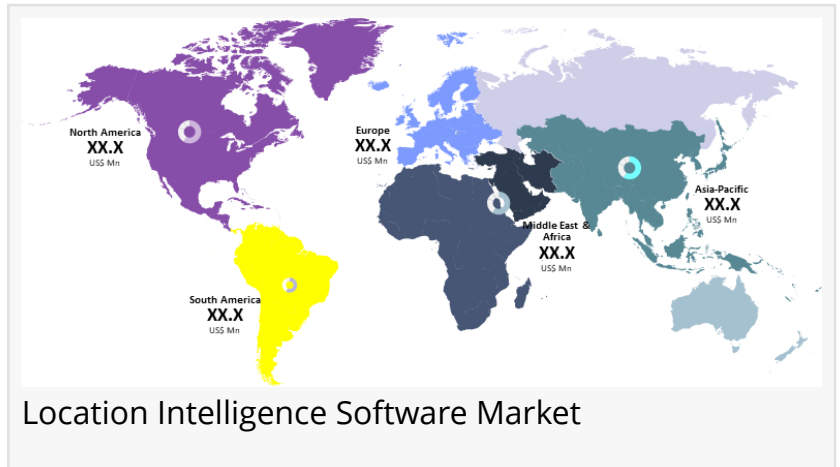 North America
XX.X
US$ Mn
Europe
XX.X
US$ Mn
Asia-Pacific
XX.X
US$ Mn
Middle East &
Africa
XX.X
US$ Mn
South America
XX.X
US$ Mn
Location Intelligence Software Market